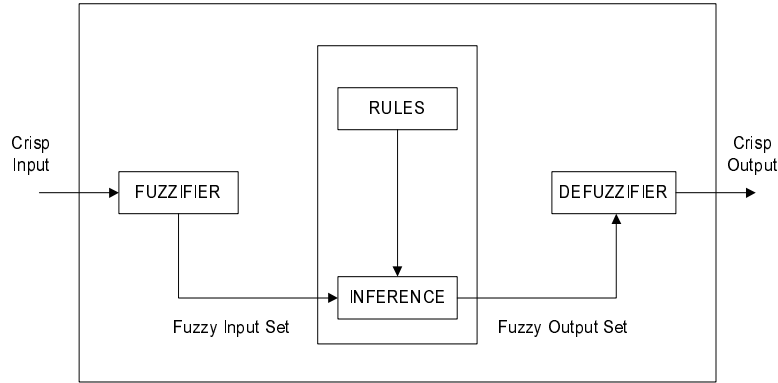 RULES
Crisp
Input
Crisp
Output
FUZZIFIER
DEFUZZIFIER
INFERENCE
Fuzzy Input Set
Fuzzy Output Set